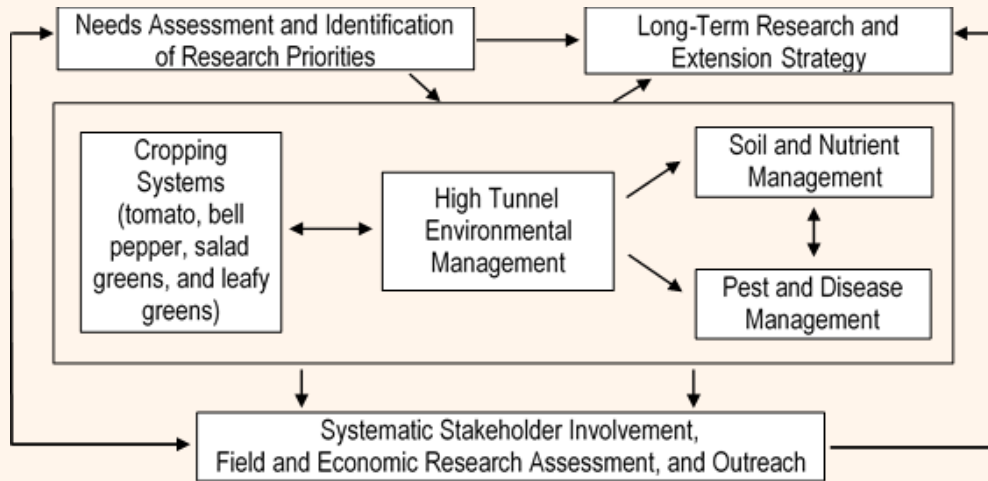 Needs Assessment and Identification
of Research Priorities
Long-Term Research and
Extension Strategy
Cropping
Systems
(tomato, bell
pepper, salad
greens, and leafy
greens)
High Tunnel
Environmental
Management
Soil and Nutrient
Management
Pest and Disease
Management
Systematic Stakeholder Involvement,
Field and Economic Research Assessment, and Outreach